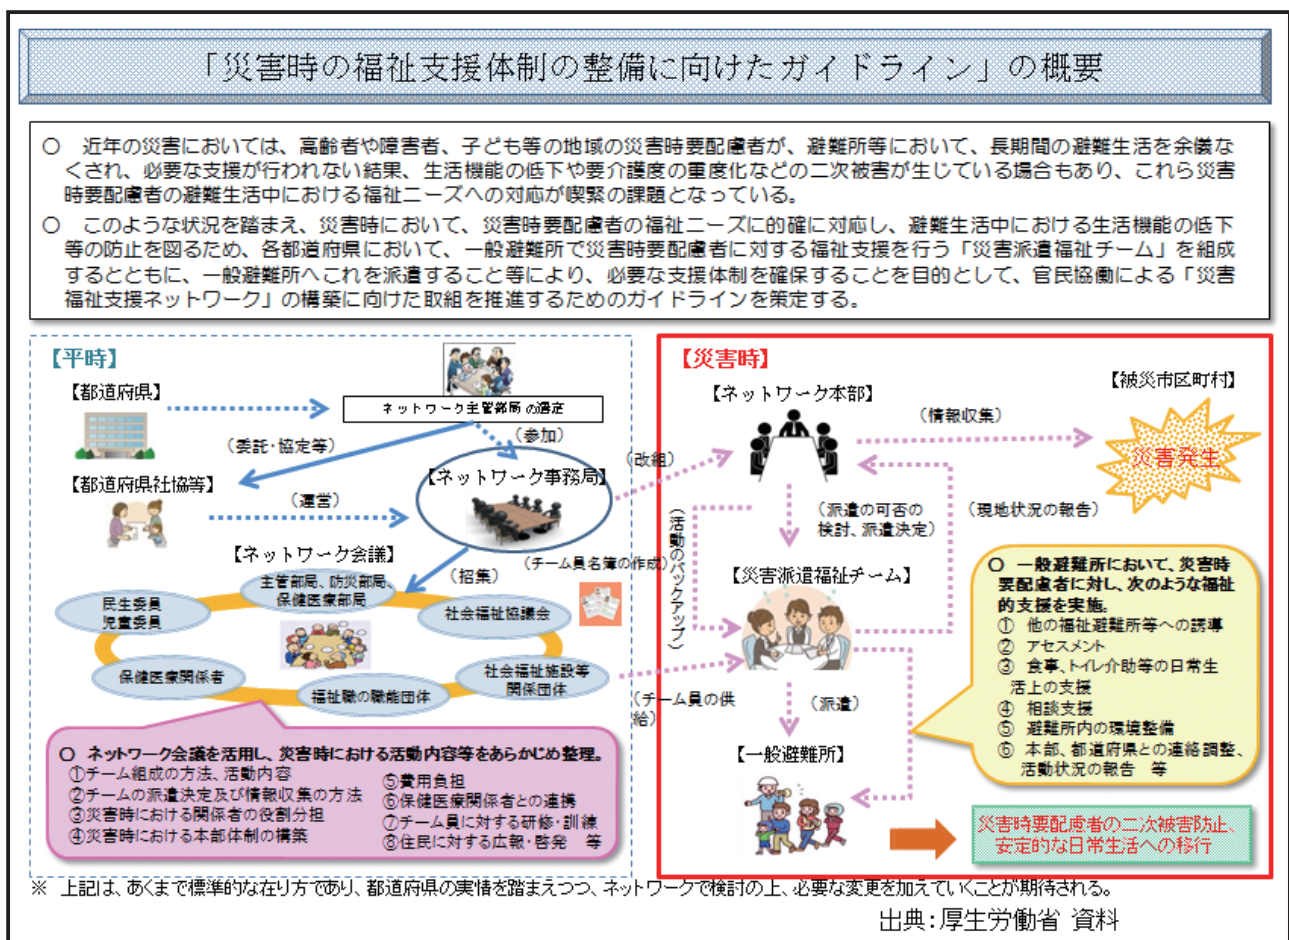 「災害時の福祉支援体制の整備に向けたガイドライン」の概要
○ 近年の災害においては、高齢者や障害者、子ども等の地域の災害時要配慮者が、避難所等において、長期間の避難生活を余儀な
くされ、必要な支援が行われない結果、生活機能の低下や要介護度の重度化などの二次被害が生じている場合もあり、これら災害
時要配慮者の避難生活中における福祉ニーズへの対応が喫緊の課題となっている。
○ このような状況を踏まえ、災害時において、災害時要配慮者の福祉ニーズに的確に対応し、避難生活中における生活機能の低下
等の防止を図るため、各都道府県において、一般避難所で災害時要配慮者に対する福祉支援を行う「災害派遣福祉チーム」を組成
するとともに、一般避難所へこれを派遣すること等により、必要な支援体制を確保することを目的として、官民協働による「災害
福祉支援ネットワーク」の構築に向けた取組を推進するためのガイドラインを策定する。
【平時】
【都道府県】
ネットワーク主管部局の選定
（委託・協定等）
（参加）
【都道府県社協等】
（運営）
【ネットワーク事務局】
【ネットワーク会議】
（招集）
（チーム員名簿の作成）
主管部局、防災部局、
保健医療部局
民生委員
児童委員
社会福祉協議会
保健医療関係者
福祉職の職能団体
社会福祉施設等
関係団体
○ ネットワーク会議を活用し、災害時における活動内容等をあらかじめ整理。
①チーム組成の方法、活動内容
②チームの派遣決定及び情報収集の方法
③災害時における関係者の役割分担
④災害時における本部体制の構築
⑤費用負担
⑥保健医療関係者との連携
⑦チーム員に対する研修・訓練
⑧住民に対する広報・啓発 等
（改組）
（チーム員の供
給）
【災害時】
【ネットワーク本部】
（情報収集）
【被災市区町村】
災害発生
（活動のバックアップ）
（派遣の可否の
検討、派遣決定）
（現地状況の報告）
【災害派遣福祉チーム】
（派遣）
【一般避難所】
○ 一般避難所において、災害時
要配慮者に対し、次のような福祉
的支援を実施。
① 他の福祉避難所等への誘導
② アセスメント
③ 食事、トイレ介助等の日常生
活上の支援
④ 相談支援
⑤ 避難所内の環境整備
⑥ 本部、都道府県との連絡調整、
活動状況の報告 等
災害時要配慮者の二次被害防止、
安定的な日常生活への移行
※ 上記は、あくまで標準的な在り方であり、都道府県の実情を踏まえつつ、ネットワークで検討の上、必要な変更を加えていくことが期待される。
出典：厚生労働省 資料